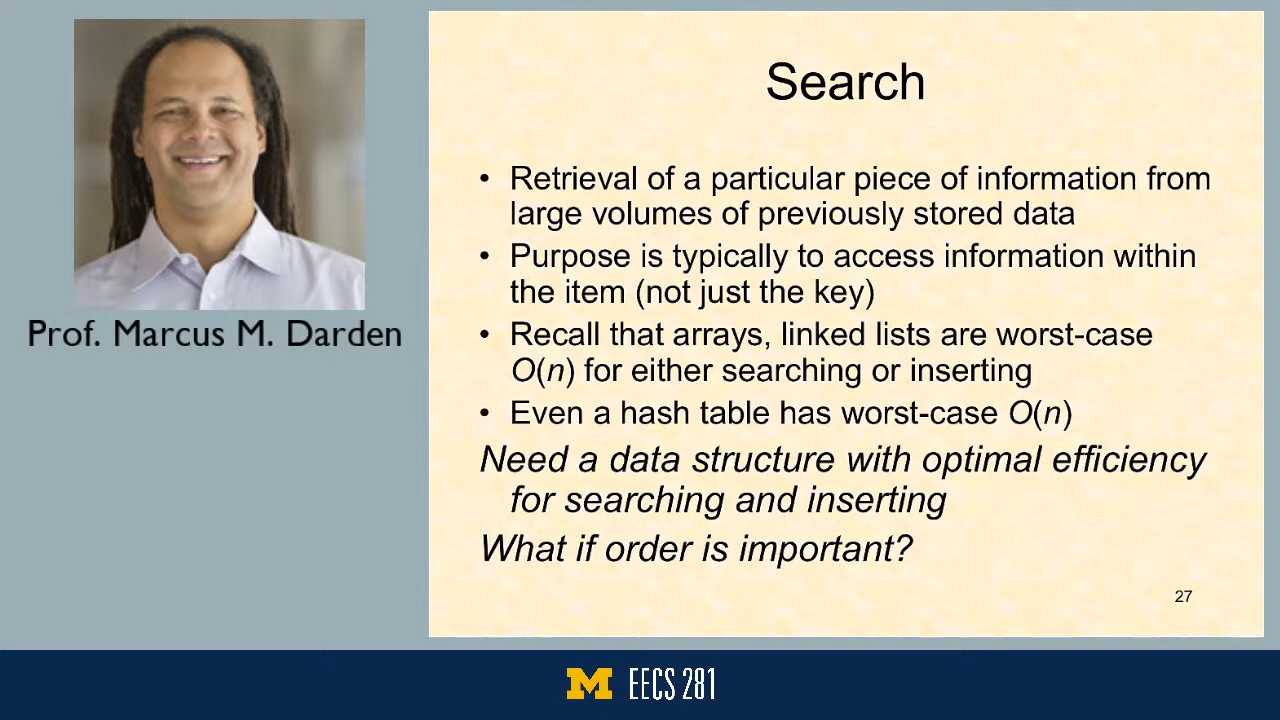 Search
• Retrieval of a particular piece of information from
large volumes of previously stored data
• Purpose is typically to access information within
the item (not just the key)
• Recall that arrays, linked lists are worst-case
O(n) for either searching or inserting
• Even a hash table has worst-case O(n)
Need a data structure with optimal efficiency
for searching and inserting
What if order is important?
27
Prof. Marcus M. Darden
M EECS 281